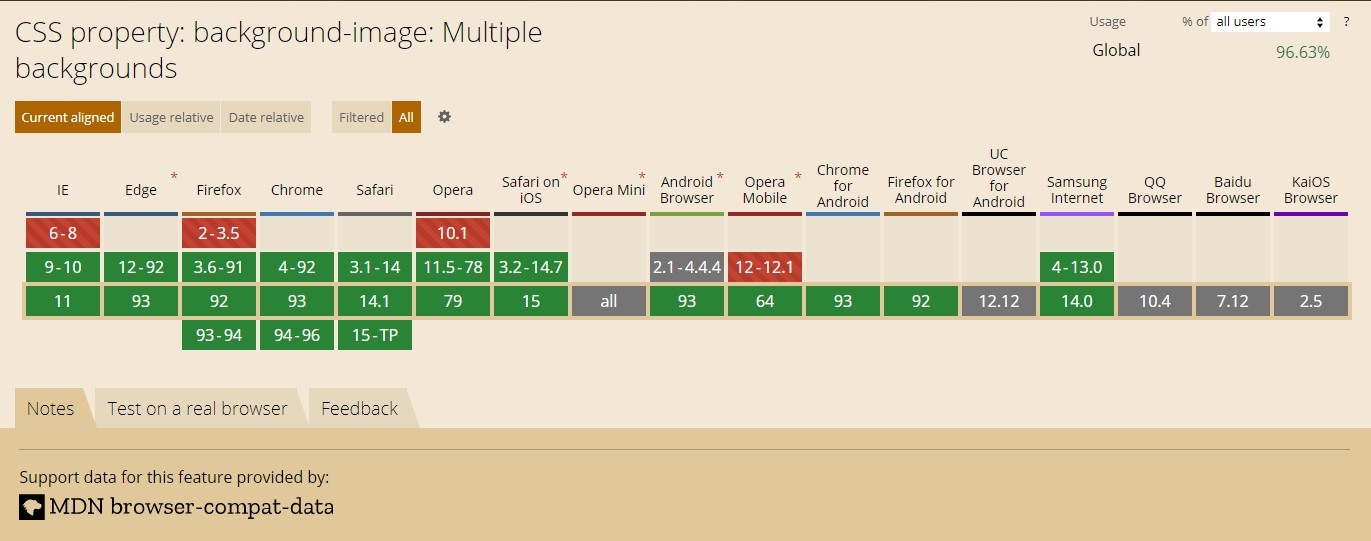 CSS property: background-image: Multiple
backgrounds
Usage % of all users ?
Global 96.63%
Current aligned Usage relative Date relative Filtered All
IE Edge * Firefox Chrome Safari Opera Safari on iOS * Opera Mini * Android Browser * Opera Mobile * Chrome for Android Firefox for Android UC Browser for Android Samsung Internet QQ Browser Baidu Browser KaiOS Browser
6-8 2-3.5 10.1
9-10 12-92 3.6-91 4-92 3.1-14 11.5-78 3.2-14.7 2.1-4.4.4 12-12.1 4-13.0
11 93 92 93 14.1 79 15 all 93 64 93 92 12.12 14.0 10.4 7.12 2.5
93-94 94-96 15-TP
Notes Test on a real browser Feedback
Support data for this feature provided by:
MDN browser-compat-data